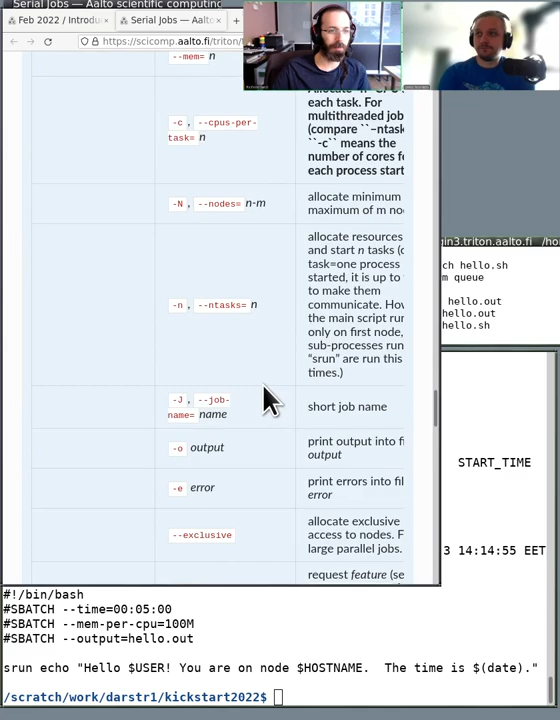 Serial Jobs — Aalto scientific computing
Feb 2022 / Introdu
Serial Jobs — Aalto
https://scicomp.aalto.fi/triton/
--mem= n
each task. For
-c, --cpus-per-task= n
multithreaded job
(compare ``–ntask
``-c`` means the
number of cores fo
each process start
-N, --nodes= n-m
allocate minimum
maximum of m no
-n, --ntasks= n
allocate resources
and start n tasks (
task=one process
started, it is up to
to make them
communicate. Hov
the main script run
only on first node,
sub-processes run
"srun" are run this
times.)
-J, --job-name= name
short job name
-o output
print output into fi
output
-e error
print errors into fil
error
--exclusive
allocate exclusive
access to nodes. F
large parallel jobs.
request feature (se
gin3.triton.aalto.fi /ho
ch hello.sh
m queue
hello.out
hello.out
hello.sh
START_TIME
3 14:14:55 EET
#!/bin/bash
#SBATCH --time=00:05:00
#SBATCH --mem-per-cpu=100M
#SBATCH --output=hello.out
srun echo "Hello $USER! You are on node $HOSTNAME.  The time is $(date)."
/scratch/work/darstr1/kickstart2022$